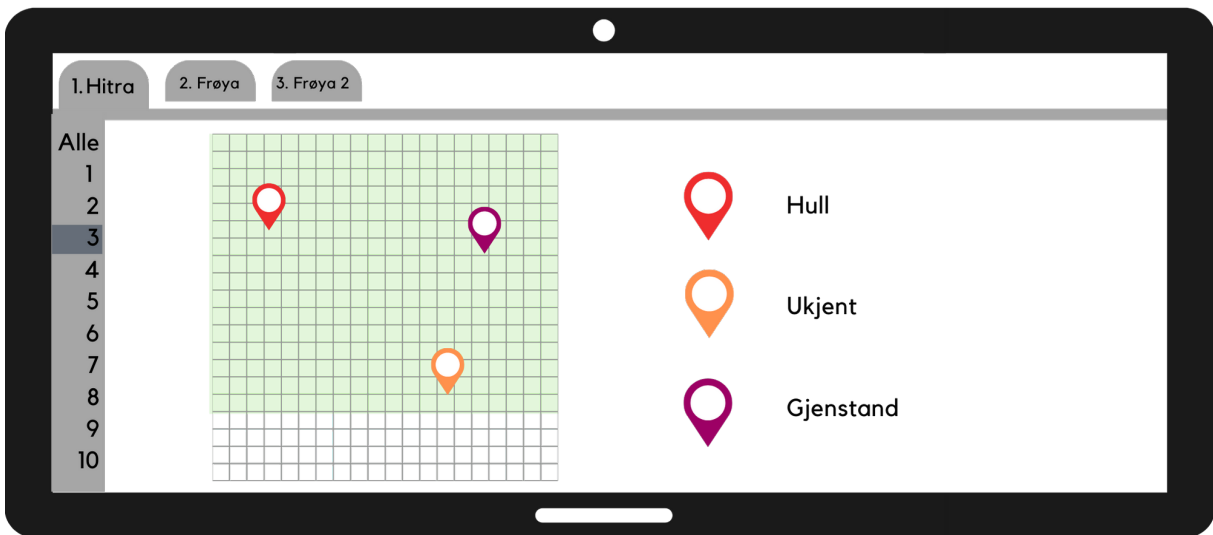 1. Hitra
2. Frøya
3. Frøya 2
Alle
1
2
3
4
5
6
7
8
9
10
Hull
Ukjent
Gjenstand